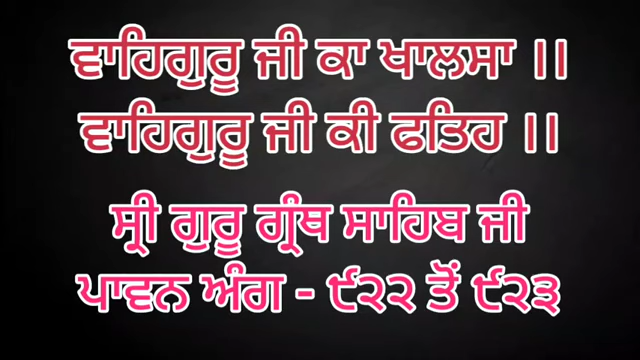 ਵਾਹਿਗੁਰੂ ਜੀ ਕਾ ਖਾਲਸਾ ।।
ਵਾਹਿਗੁਰੂ ਜੀ ਕੀ ਫਤਿਹ ।।
ਸ੍ਰੀ ਗੁਰੂ ਗ੍ਰੰਥ ਸਾਹਿਬ ਜੀ
ਪਾਵਨ ਅੰਗ - ੯੨੨ ਤੋਂ ੯੨੩